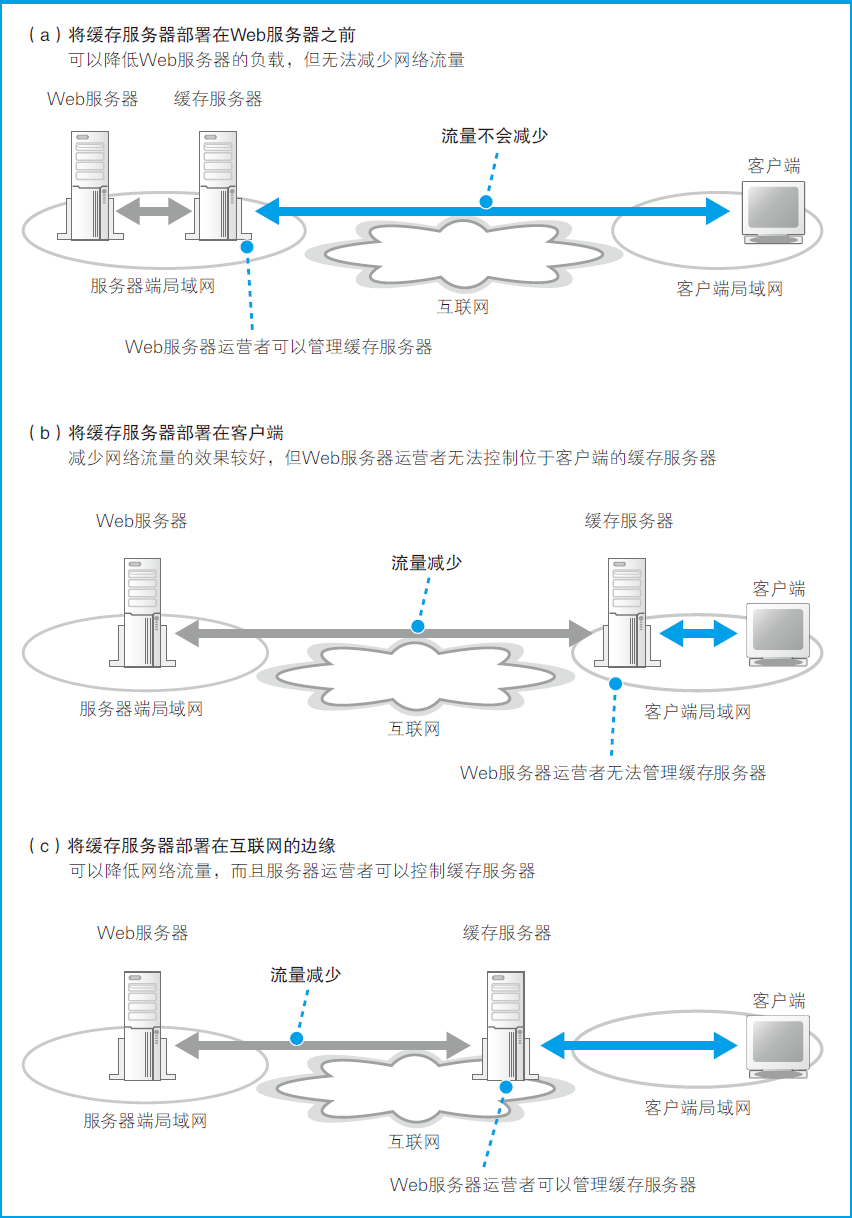 （a）将缓存服务器部署在Web服务器之前
可以降低Web服务器的负载，但无法减少网络流量
Web服务器
缓存服务器
流量不会减少
客户端
服务器端局域网
互联网
客户端局域网
Web服务器运营者可以管理缓存服务器
（b）将缓存服务器部署在客户端
减少网络流量的效果较好，但Web服务器运营者无法控制位于客户端的缓存服务器
Web服务器
缓存服务器
流量减少
客户端
服务器端局域网
互联网
客户端局域网
Web服务器运营者无法管理缓存服务器
（c）将缓存服务器部署在互联网的边缘
可以降低网络流量，而且服务器运营者可以控制缓存服务器
Web服务器
缓存服务器
流量减少
客户端
服务器端局域网
互联网
客户端局域网
Web服务器运营者可以管理缓存服务器